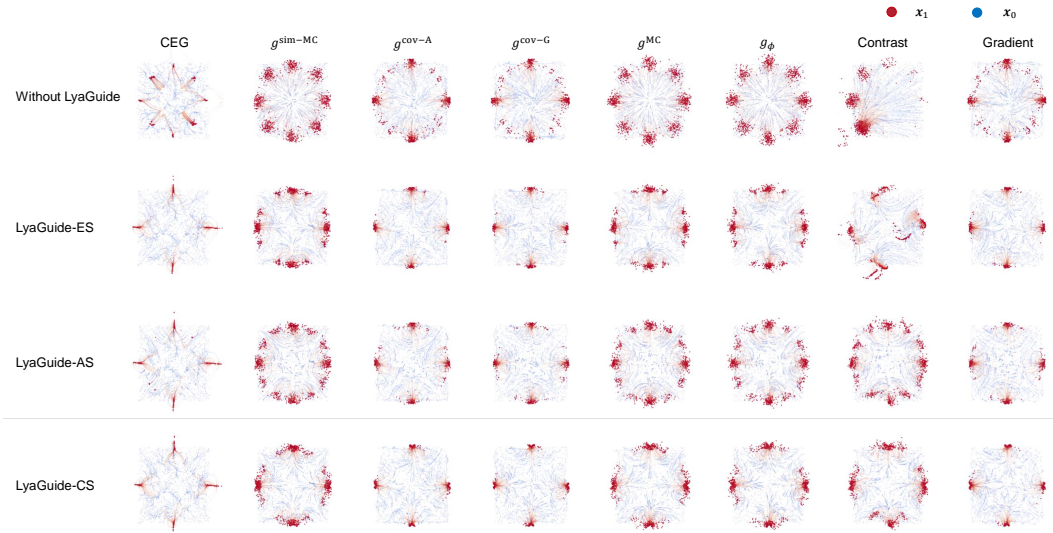 x₁ x₀
CEG g^sim−MC g^cov−A g^cov−G g^MC g_ϕ Contrast Gradient
Without LyaGuide
LyaGuide-ES
LyaGuide-AS
LyaGuide-CS